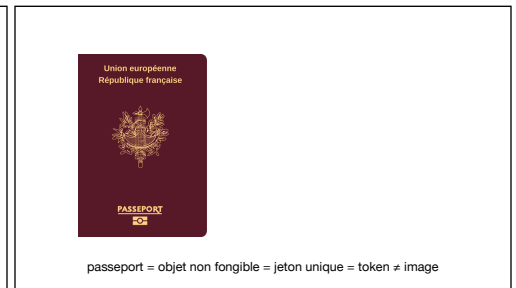 Union européenne
République française
PASSEPORT
passeport = objet non fongible = jeton unique = token ≠ image